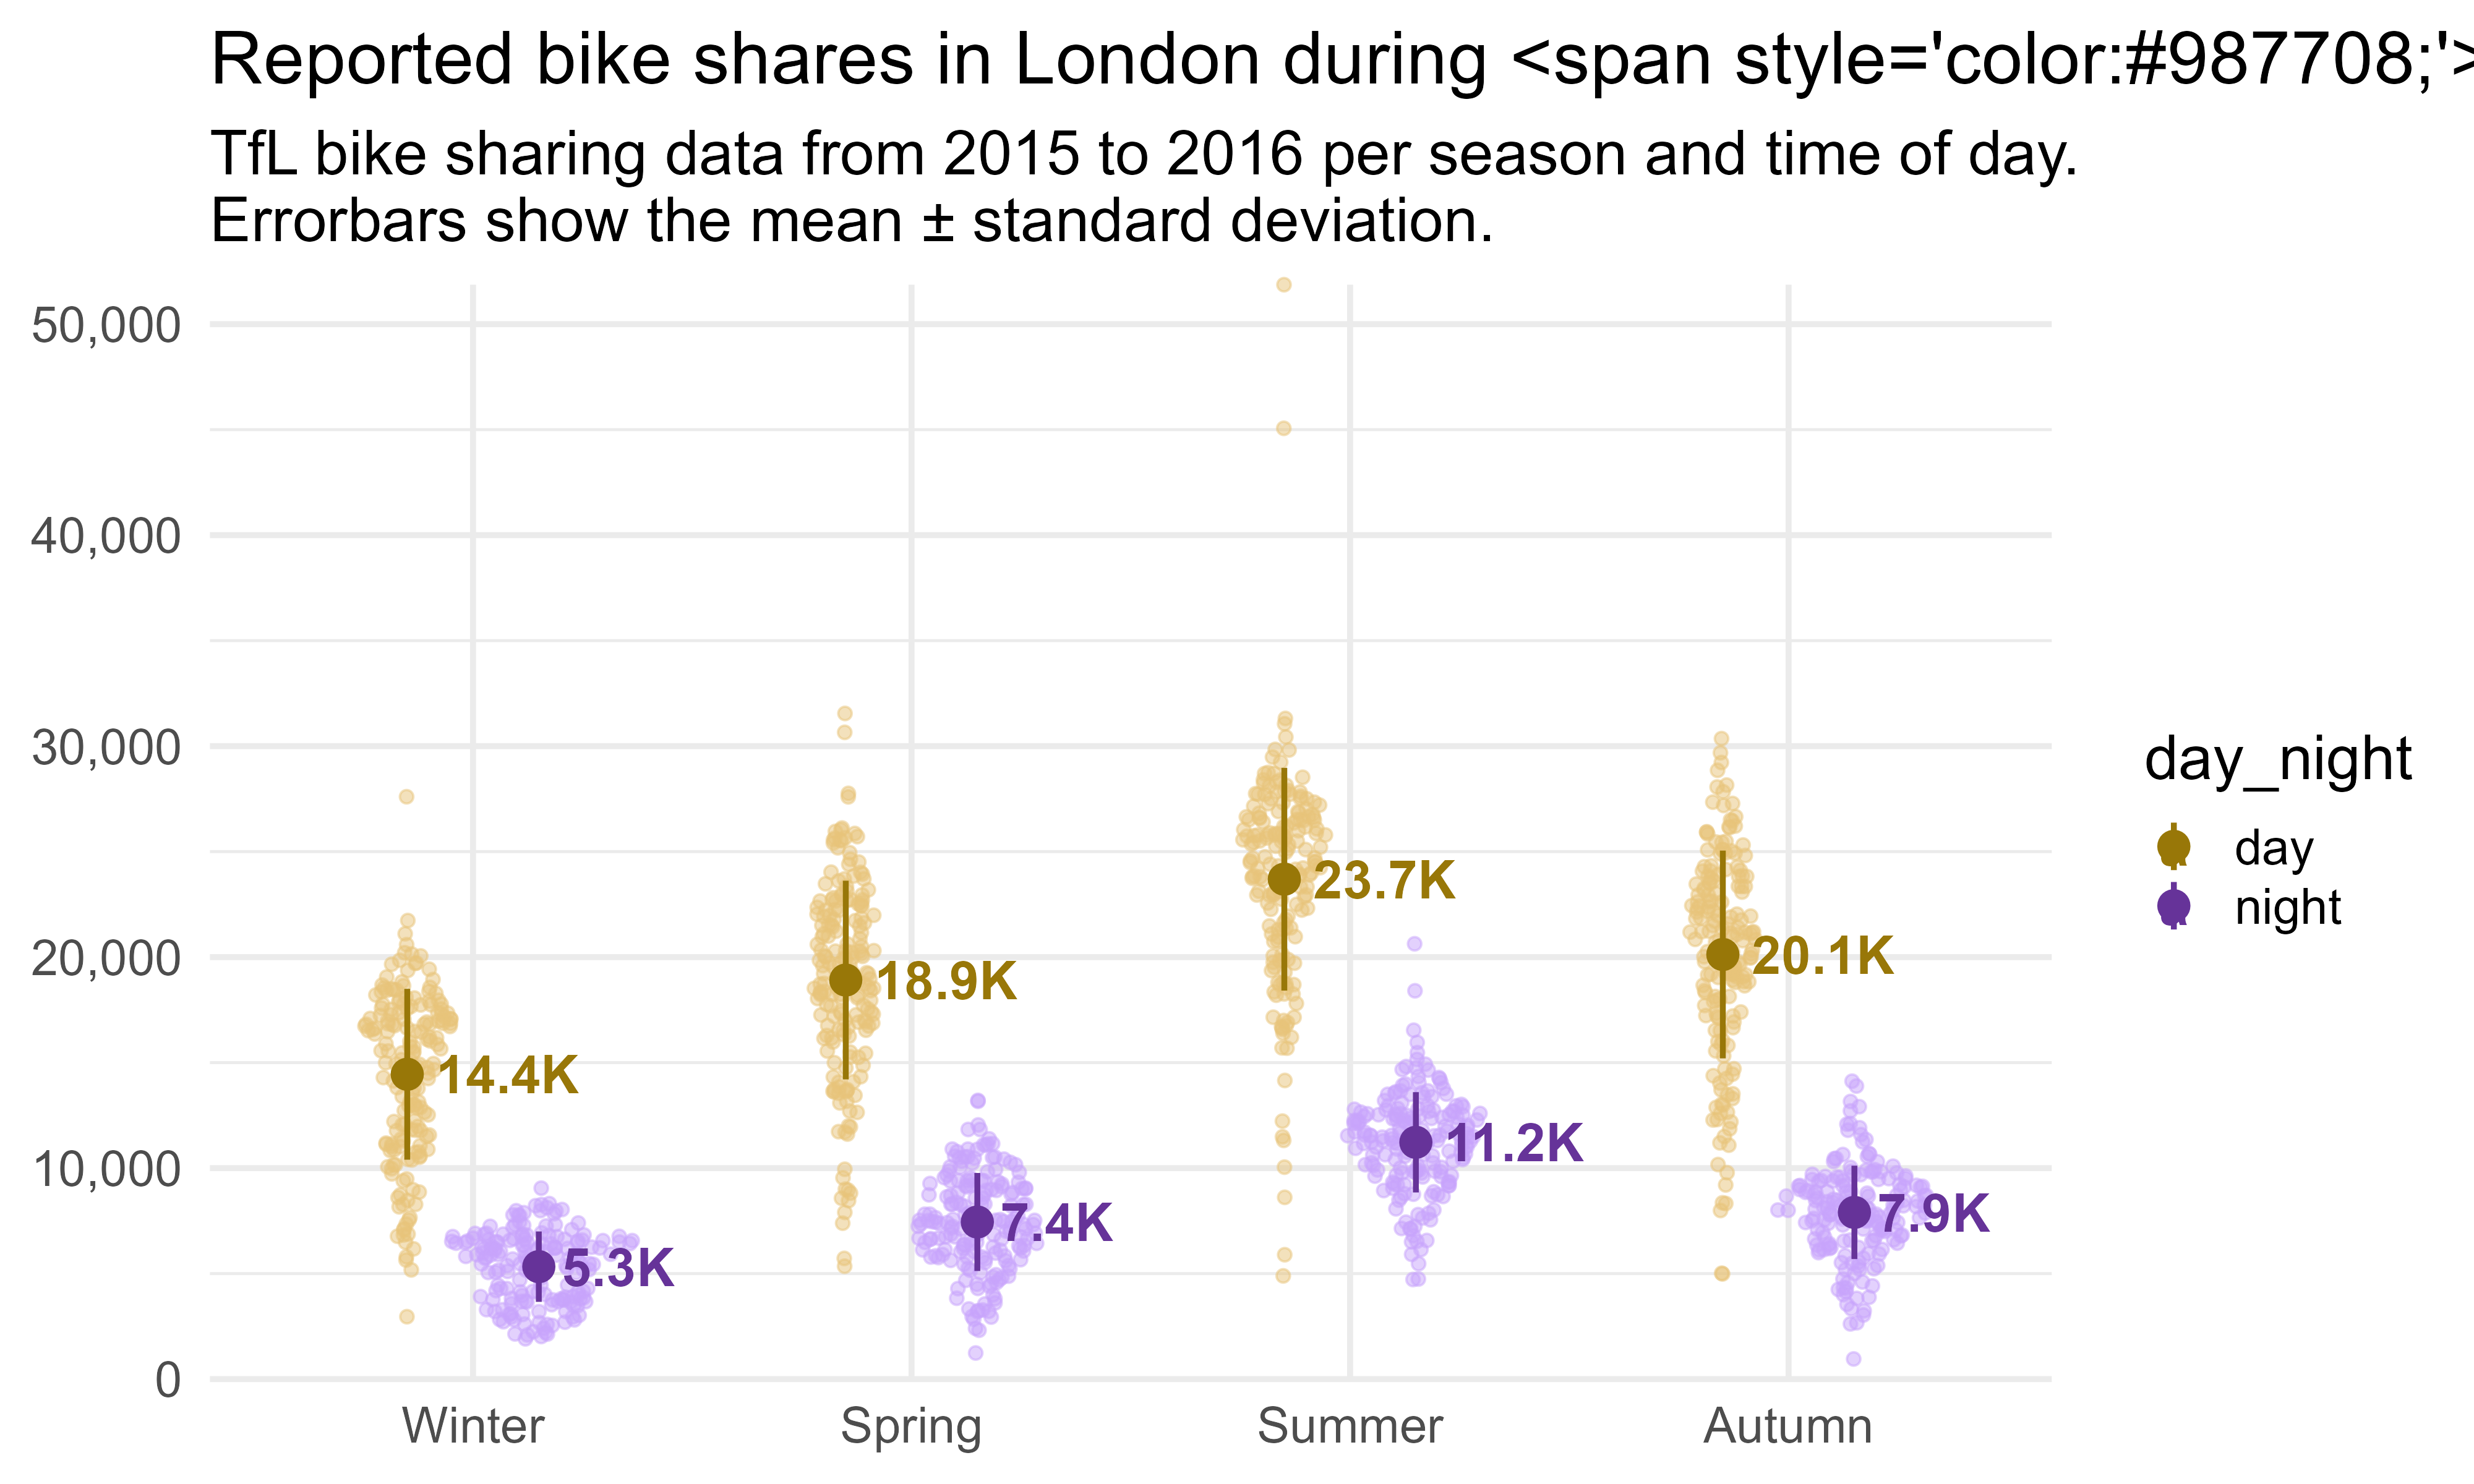 Reported bike shares in London during <span style='color:#987708;'>
TfL bike sharing data from 2015 to 2016 per season and time of day.
Errorbars show the mean ± standard deviation.
50,000
40,000
30,000
20,000
10,000
0
23.7K
20.1K
18.9K
14.4K
11.2K
7.9K
7.4K
5.3K
Winter
Spring
Summer
Autumn
day_night
day
night